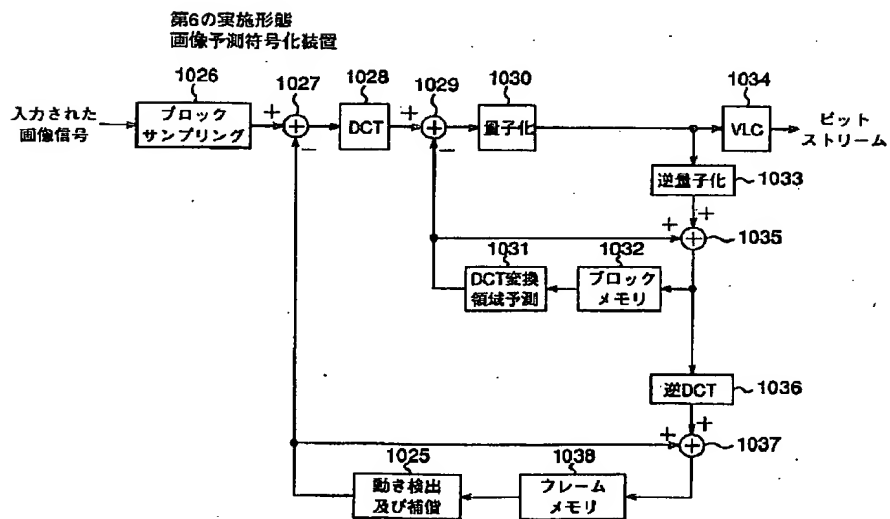 第6の実施形態
画像予測符号化装置
1026
1027
1028
1029
1030
1034
入力された
画像信号
ブロック
サンプリング
+
−
DCT
+
−
量子化
VLC
ビット
ストリーム
逆量子化
1033
+
+
1035
1031
1032
DCT変換
領域予測
ブロック
メモリ
逆DCT
1036
+
+
1037
1025
1038
動き検出
及び補償
フレーム
メモリ